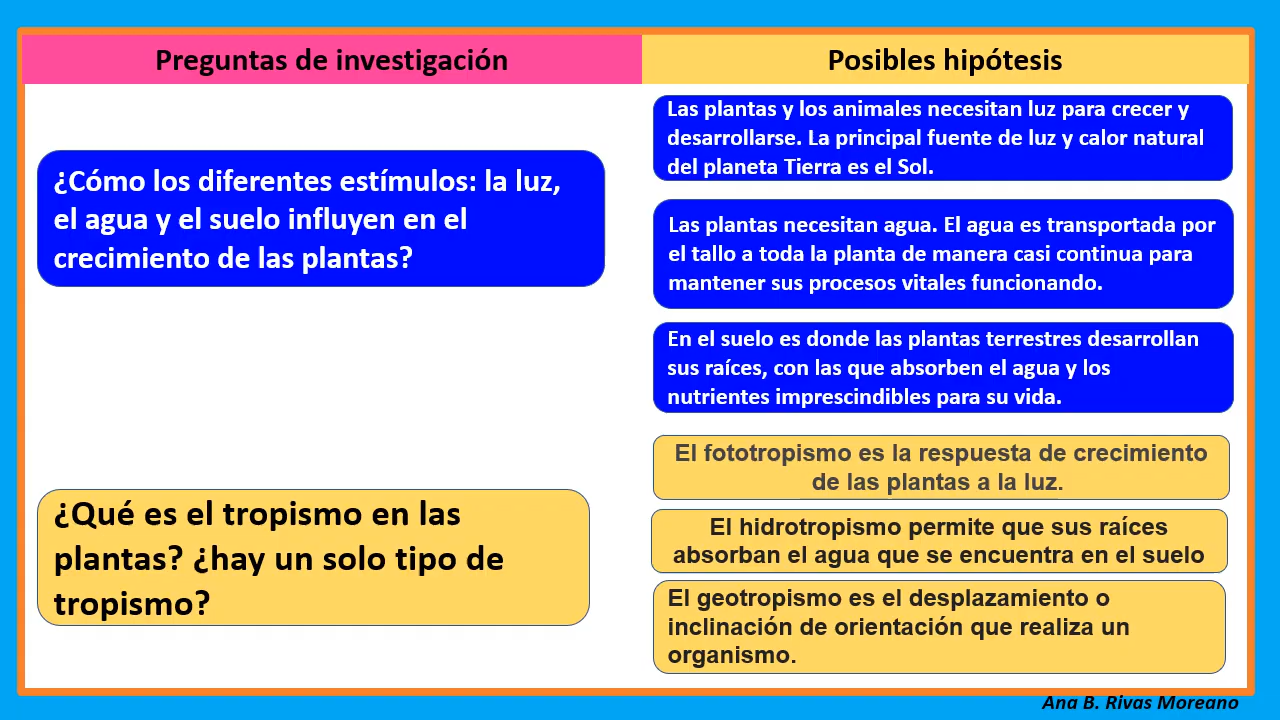 Preguntas de investigación
Posibles hipótesis
¿Cómo los diferentes estímulos: la luz,
el agua y el suelo influyen en el
crecimiento de las plantas?
Las plantas y los animales necesitan luz para crecer y
desarrollarse. La principal fuente de luz y calor natural
del planeta Tierra es el Sol.
Las plantas necesitan agua. El agua es transportada por
el tallo a toda la planta de manera casi continua para
mantener sus procesos vitales funcionando.
En el suelo es donde las plantas terrestres desarrollan
sus raíces, con las que absorben el agua y los
nutrientes imprescindibles para su vida.
¿Qué es el tropismo en las
plantas? ¿hay un solo tipo de
tropismo?
El fototropismo es la respuesta de crecimiento
de las plantas a la luz.
El hidrotropismo permite que sus raíces
absorban el agua que se encuentra en el suelo
El geotropismo es el desplazamiento o
inclinación de orientación que realiza un
organismo.
Ana B. Rivas Moreano